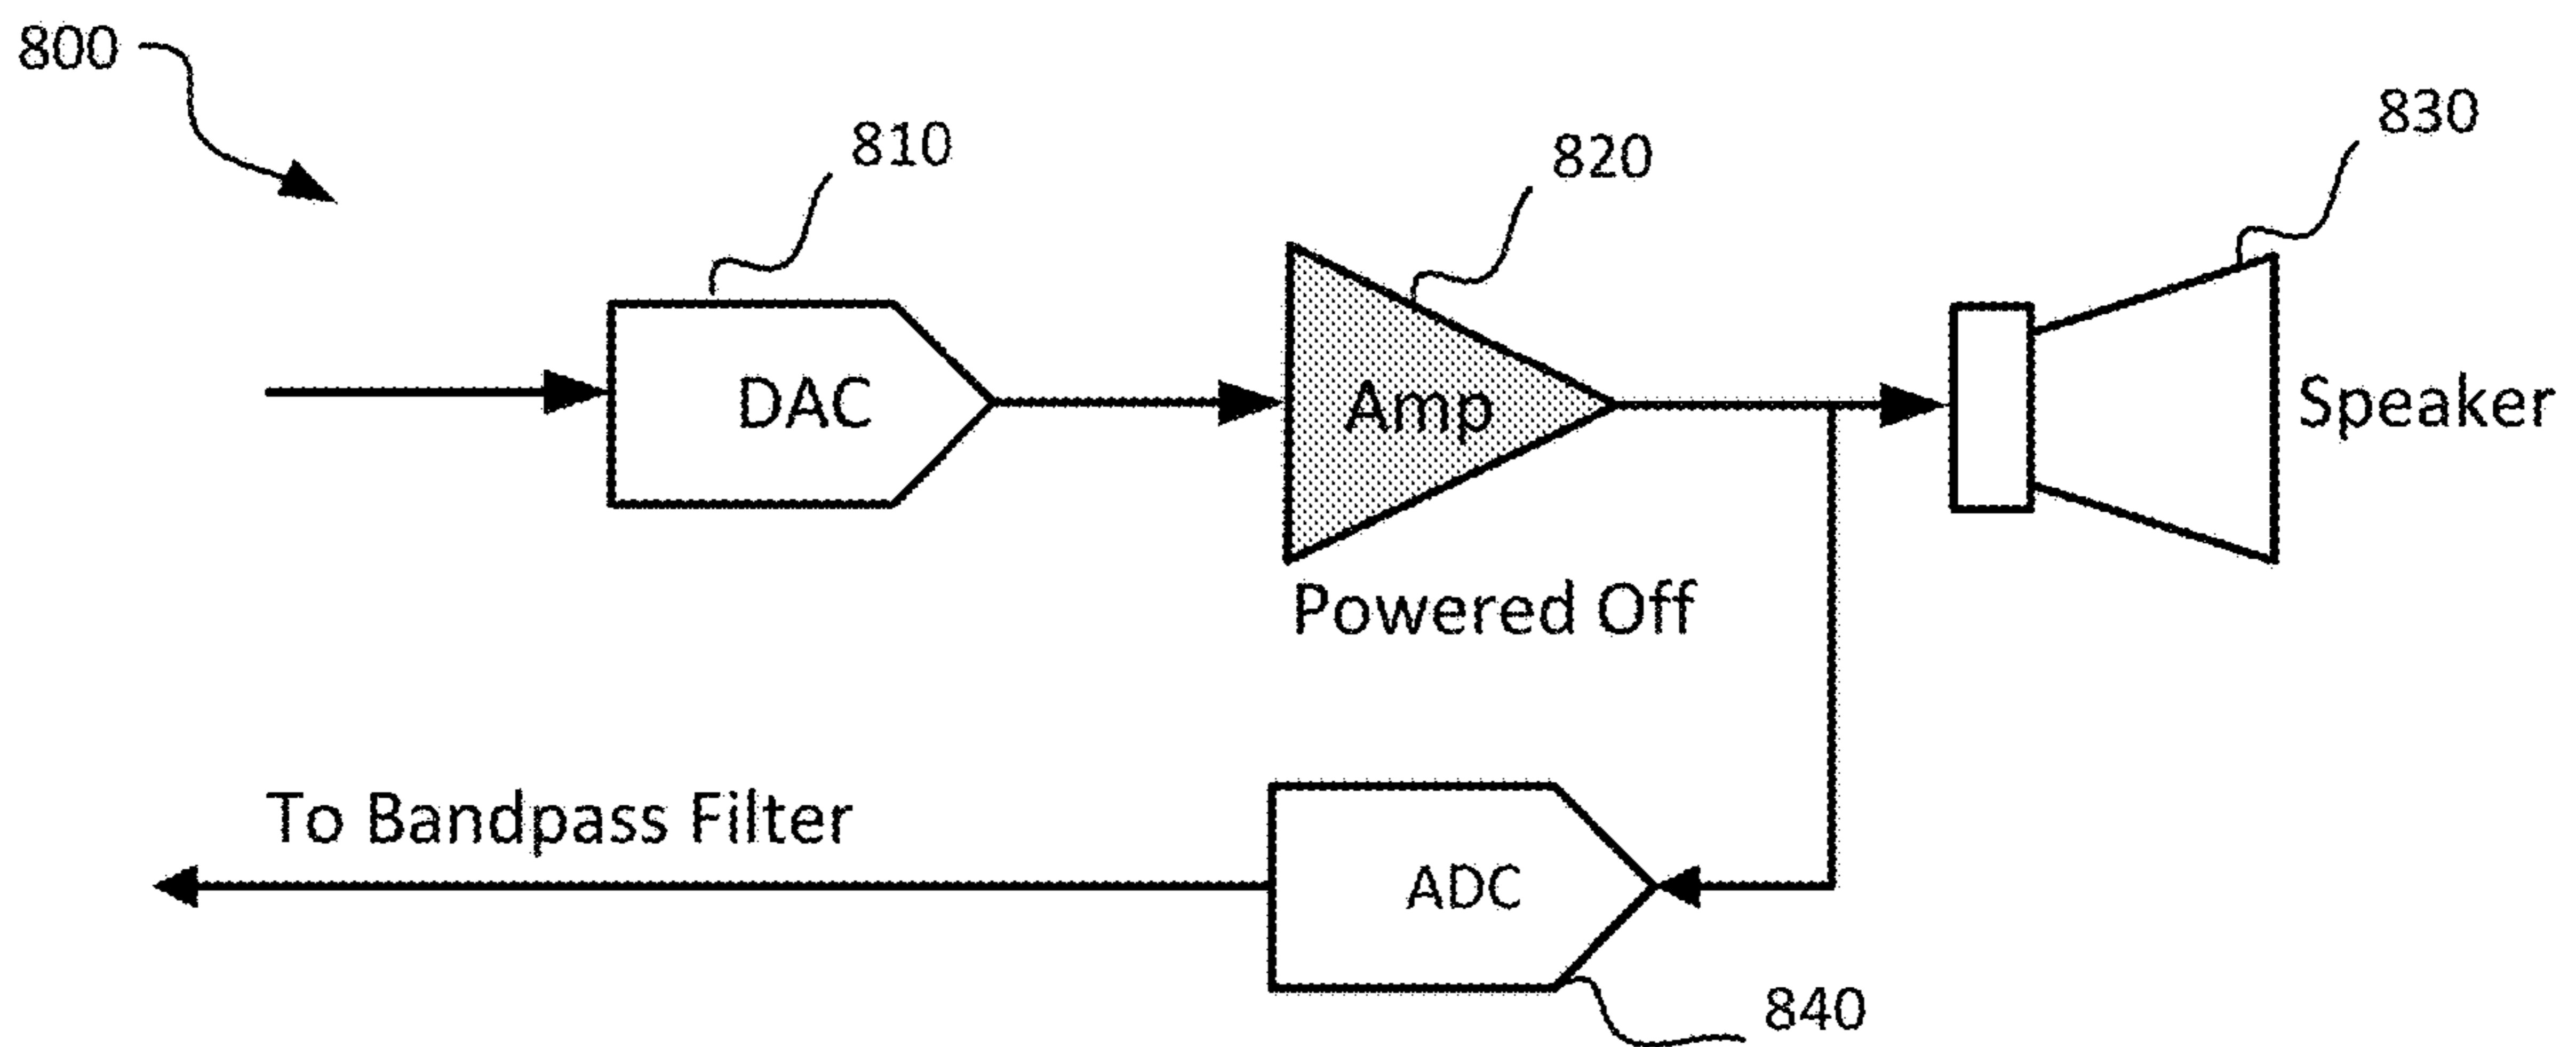 800
810
820
830
DAC
Amp
Speaker
Powered Off
To Bandpass Filter
ADC
840